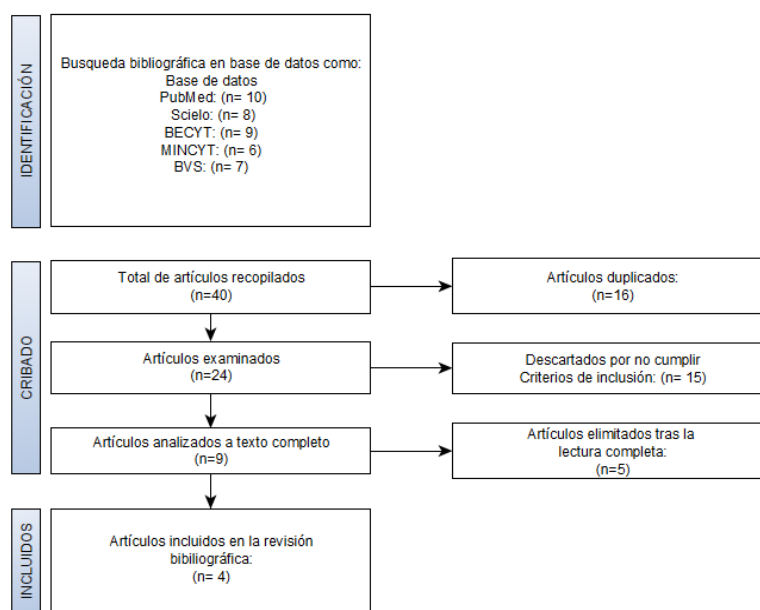 IDENTIFICACIÓN
Busqueda bibliográfica en base de datos como:
Base de datos
PubMed: (n= 10)
Scielo: (n= 8)
BECYT: (n= 9)
MINCYT: (n= 6)
BVS: (n= 7)
CRIBADO
Total de artículos recopilados
(n=40)
Artículos duplicados:
(n=16)
Artículos examinados
(n=24)
Descartados por no cumplir
Criterios de inclusión: (n= 15)
Artículos analizados a texto completo
(n=9)
Artículos elimitados tras la
lectura completa:
(n=5)
INCLUIDOS
Artículos incluidos en la revisión
bibiliográfica:
(n= 4)